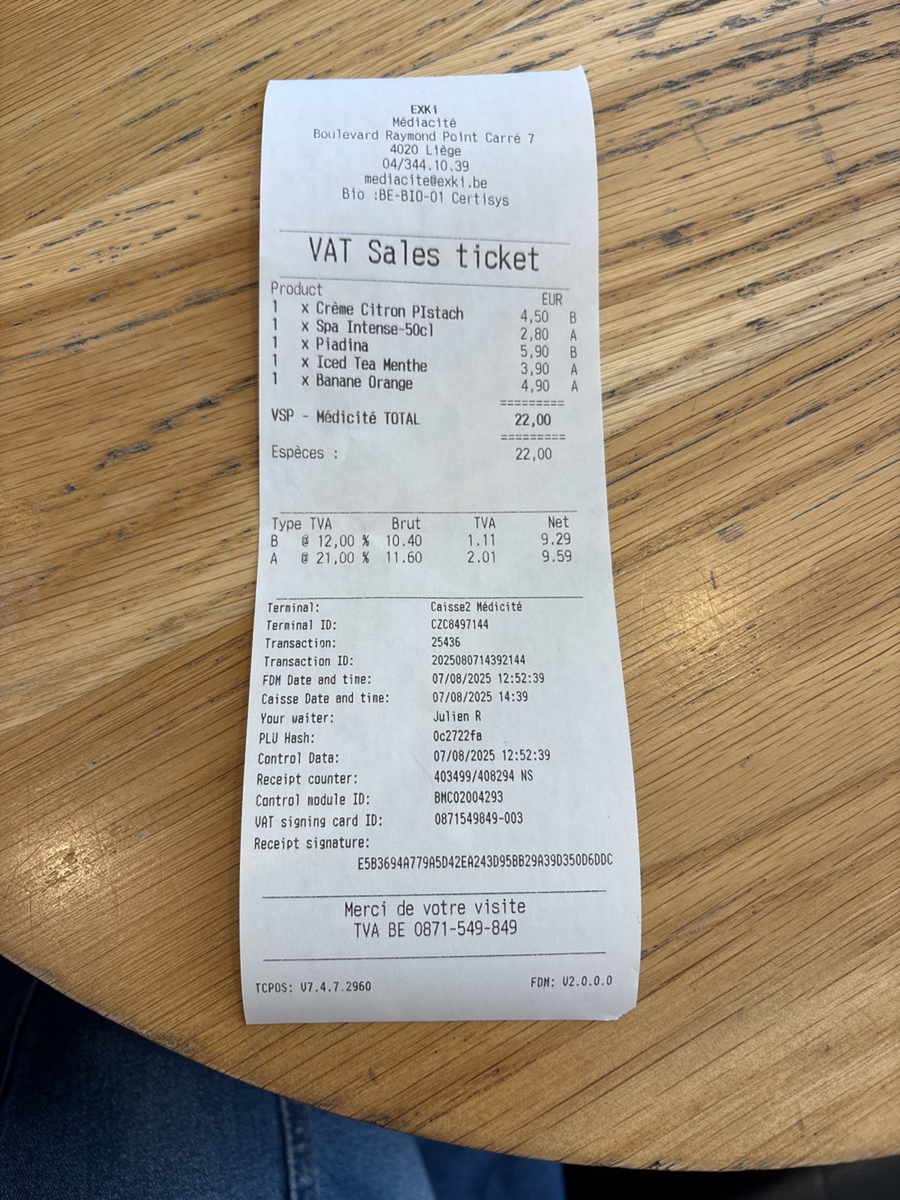 EXKi
Médiacité
Boulevard Raymond Point Carré 7
4020 Liège
04/344.10.39
mediacite@exki.be
Bio :BE-BIO-01 Certisys
VAT Sales ticket
Product EUR
1 x Crème Citron PIstach 4,50 B
1 x Spa Intense-50cl 2,80 A
1 x Piadina 5,90 B
1 x Iced Tea Menthe 3,90 A
1 x Banane Orange 4,90 A
=========
VSP - Médicité TOTAL 22,00
=========
Espèces : 22,00
Type TVA Brut TVA Net
B @ 12,00 % 10.40 1.11 9.29
A @ 21,00 % 11.60 2.01 9.59
Terminal: Caisse2 Médicité
Terminal ID: CZC8497144
Transaction: 25436
Transaction ID: 2025080714392144
FDM Date and time: 07/08/2025 12:52:39
Caisse Date and time: 07/08/2025 14:39
Your waiter: Julien R
PLU Hash: 0c2722fa
Control Data: 07/08/2025 12:52:39
Receipt counter: 403499/408294 NS
Control module ID: BMC02004293
VAT signing card ID: 0871549849-003
Receipt signature:
E5B3694A779A5D42EA243D95BB29A39D350D6DDC
Merci de votre visite
TVA BE 0871-549-849
TCPOS: V7.4.7.2960 FDM: V2.0.0.0